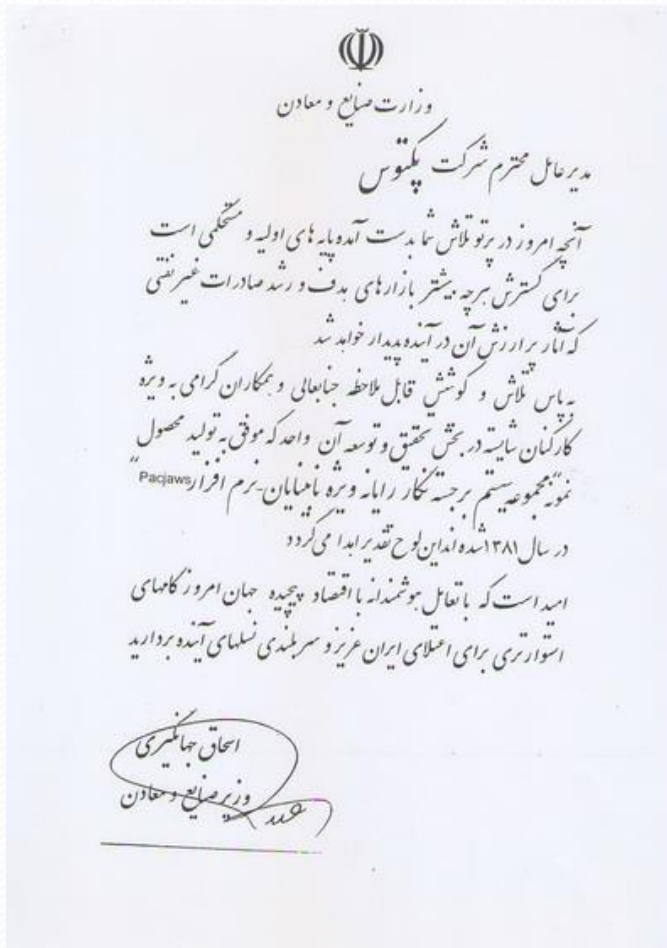 وزارت صنایع و معادن
مدیر عامل محترم شرکت پکتوس
آنچه امروز در پرتو تلاش شما بدست آمده پایه های اولیه و مستحکمی است
برای گسترش هرچه بیشتر بازارهای هدف و رشد صادرات غیرنفتی
که آثار پرارزش آن در آینده پدیدار خواهد شد
به پاس تلاش و کوشش قابل ملاحظه جنابعالی و همکاران گرامی به ویژه
کارکنان شایسته در بخش تحقیق و توسعه آن واحد که موفق به تولید محصول
نمونه "مجموعه سیستم برجسته نگار رایانه ویژه نابینایان-نرم افزار Pacjaws"
در سال ۱۳۸۱ شده اند این لوح تقدیر اهدا می گردد
امید است که با تعامل هوشمندانه با اقتصاد پیچیده جهان امروز گامهای
استوارتری برای اعتلای ایران عزیز و سربلندی نسلهای آینده بردارید
اسحاق جهانگیری
وزیر صنایع و معادن